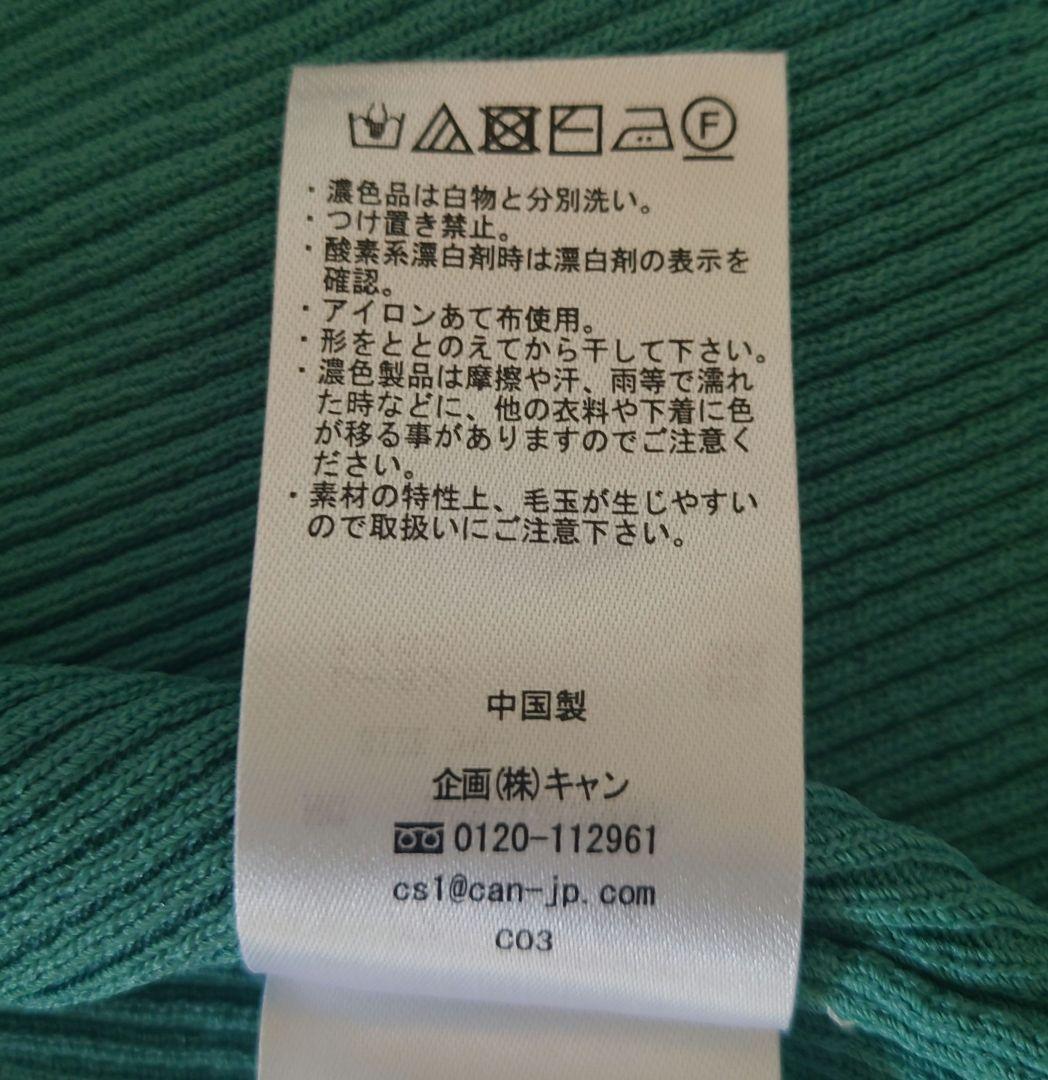 F
・濃色品は白物と分別洗い。
・つけ置き禁止。
・酸素系漂白剤時は漂白剤の表示を
確認。
・アイロンあて布使用。
・形をととのえてから干して下さい。
・濃色製品は摩擦や汗、雨等で濡れ
た時などに、他の衣料や下着に色
が移る事がありますのでご注意く
ださい。
・素材の特性上、毛玉が生じやすい
ので取扱いにご注意下さい。
中国製
企画(株)キャン
0120-112961
cs1@can-jp.com
C03